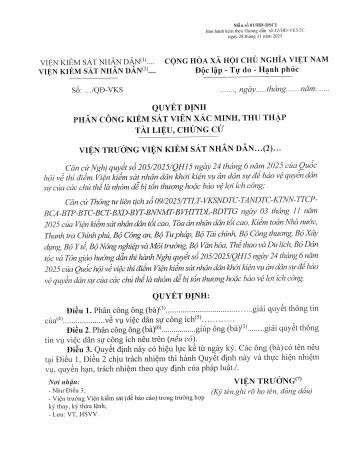 Mẫu số 01/HD-DSCI
Ban hành kèm theo Hướng dẫn số 42/HD-VKSTC
ngày 28 tháng 11 năm 2025
VIỆN KIỂM SÁT NHÂN DÂN(1)....
VIỆN KIỂM SÁT NHÂN DÂN(2)....
CỘNG HÒA XÃ HỘI CHỦ NGHĨA VIỆT NAM
Độc lập - Tự do - Hạnh phúc
Số: .../QĐ-VKS
........, ngày.....tháng......năm.......
QUYẾT ĐỊNH
PHÂN CÔNG KIỂM SÁT VIÊN XÁC MINH, THU THẬP
TÀI LIỆU, CHỨNG CỨ
VIỆN TRƯỞNG VIỆN KIỂM SÁT NHÂN DÂN…(2)…
Căn cứ Nghị quyết số 205/2025/QH15 ngày 24 tháng 6 năm 2025 của Quốc
hội về thí điểm Viện kiểm sát nhân dân khởi kiện vụ án dân sự để bảo vệ quyền dân
sự của các chủ thể là nhóm dễ bị tổn thương hoặc bảo vệ lợi ích công;
Căn cứ Thông tư liên tịch số 09/2025/TTLT-VKSNDTC-TANDTC-KTNN-TTCP-
BCA-BTP-BTC-BCT-BXD-BYT-BNNMT-BVHTTDL-BDTTG ngày 03 tháng 11 năm
2025 của Viện kiểm sát nhân dân tối cao, Tòa án nhân dân tối cao, Kiểm toán Nhà nước,
Thanh tra Chính phủ, Bộ Công an, Bộ Tư pháp, Bộ Tài chính, Bộ Công thương, Bộ Xây
dựng, Bộ Y tế, Bộ Nông nghiệp và Môi trường, Bộ Văn hóa, Thể thao và Du lịch, Bộ Dân
tộc và Tôn giáo hướng dẫn thi hành Nghị quyết số 205/2025/QH15 ngày 24 tháng 6 năm
2025 của Quốc hội về việc thí điểm Viện kiểm sát nhân dân khởi kiện vụ án dân sự để bảo vệ
quyền dân sự của các chủ thể là nhóm dễ bị tổn thương hoặc bảo vệ lợi ích công;
QUYẾT ĐỊNH:
Điều 1. Phân công ông (bà)(3)..............................giải quyết thông tin
của(4)..............về vụ việc dân sự công ích(5)…………
Điều 2. Phân công ông (bà)(6)............giúp ông (bà)(3).......giải quyết thông
tin vụ việc dân sự công ích nêu trên (nếu có).
Điều 3. Quyết định này có hiệu lực kể từ ngày ký. Các ông (bà) có tên nêu
tại Điều 1, Điều 2 chịu trách nhiệm thi hành Quyết định này và thực hiện nhiệm
vụ, quyền hạn, trách nhiệm theo quy định của pháp luật./.
Nơi nhận:
- Như Điều 3;
- Viện trưởng Viện kiểm sát (để báo cáo) trong trường hợp
ký thay, ký thừa lệnh;
- Lưu: VT, HSVV.
VIỆN TRƯỞNG(7)
(Ký tên,ghi rõ họ tên, đóng dấu)